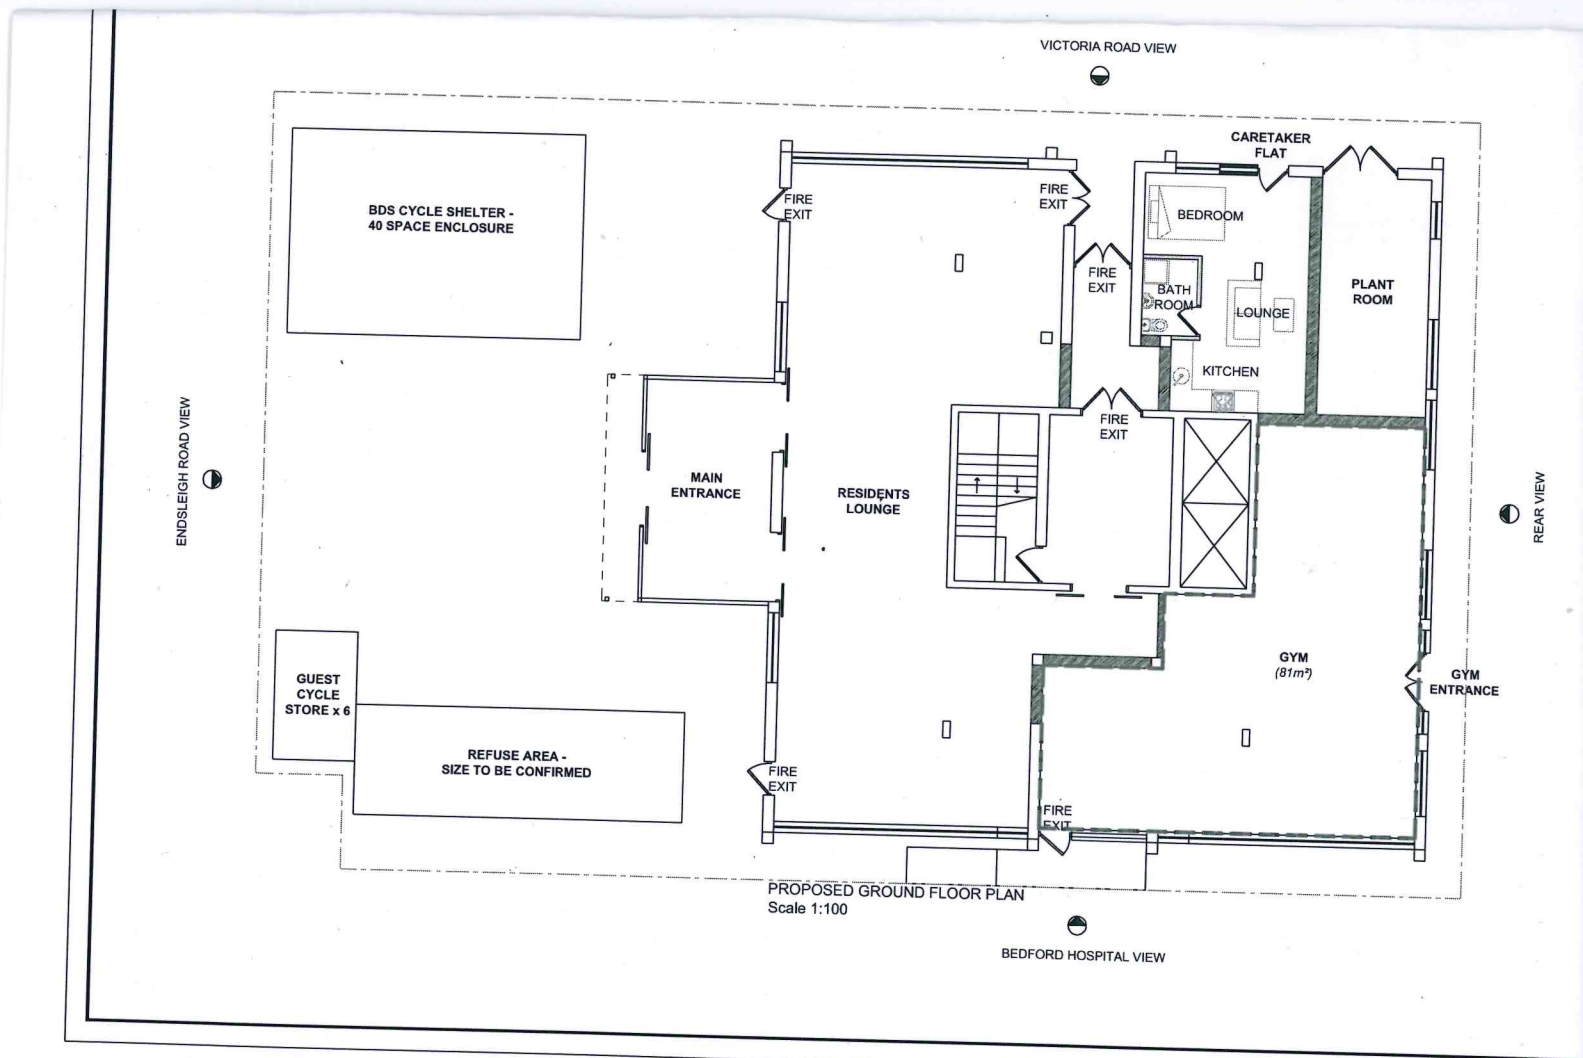 VICTORIA ROAD VIEW
CARETAKER
FLAT
BDS CYCLE SHELTER -
40 SPACE ENCLOSURE
FIRE
EXIT
FIRE
EXIT
BEDROOM
FIRE
EXIT
BATH
ROOM
LOUNGE
PLANT
ROOM
KITCHEN
FIRE
EXIT
ENDSLEIGH ROAD VIEW
MAIN
ENTRANCE
RESIDENTS
LOUNGE
REAR VIEW
GYM
(81m²)
GYM
ENTRANCE
GUEST
CYCLE
STORE x 6
REFUSE AREA -
SIZE TO BE CONFIRMED
FIRE
EXIT
FIRE
EXIT
PROPOSED GROUND FLOOR PLAN
Scale 1:100
BEDFORD HOSPITAL VIEW